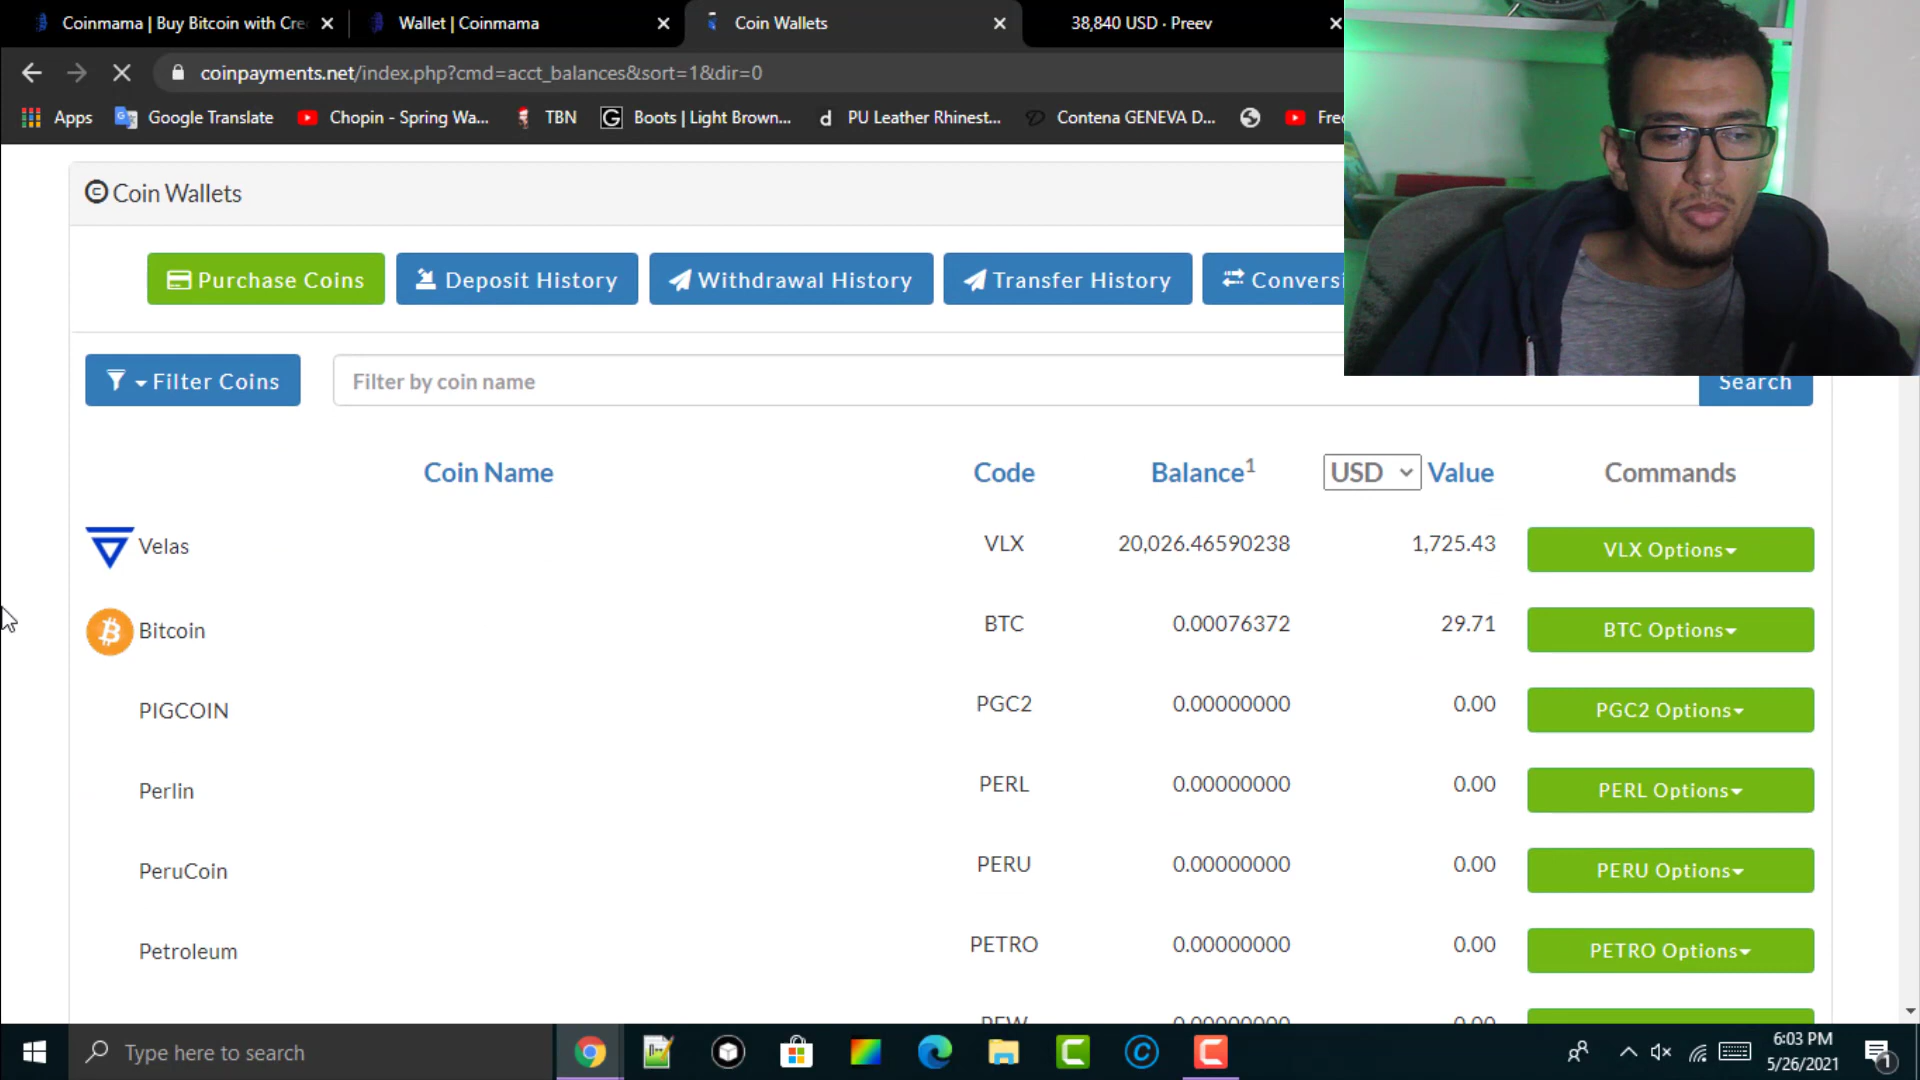 Coinmama | Buy Bitcoin with Cre
Wallet | Coinmama
Coin Wallets
38,840 USD · Preev
coinpayments.net/index.php?cmd=acct_balances&sort=1&dir=0
Apps
Google Translate
Chopin - Spring Wa...
TBN
Boots | Light Brown...
PU Leather Rhinest...
Contena GENEVA D...
Coin Wallets
Purchase Coins
Deposit History
Withdrawal History
Transfer History
Filter Coins
Filter by coin name
Search
Coin Name Code Balance1 USD Value Commands
Velas VLX 20,026.46590238 1,725.43 VLX Options
Bitcoin BTC 0.00076372 29.71 BTC Options
PIGCOIN PGC2 0.00000000 0.00 PGC2 Options
Perlin PERL 0.00000000 0.00 PERL Options
PeruCoin PERU 0.00000000 0.00 PERU Options
Petroleum PETRO 0.00000000 0.00 PETRO Options
Type here to search
6:03 PM
5/26/2021
1